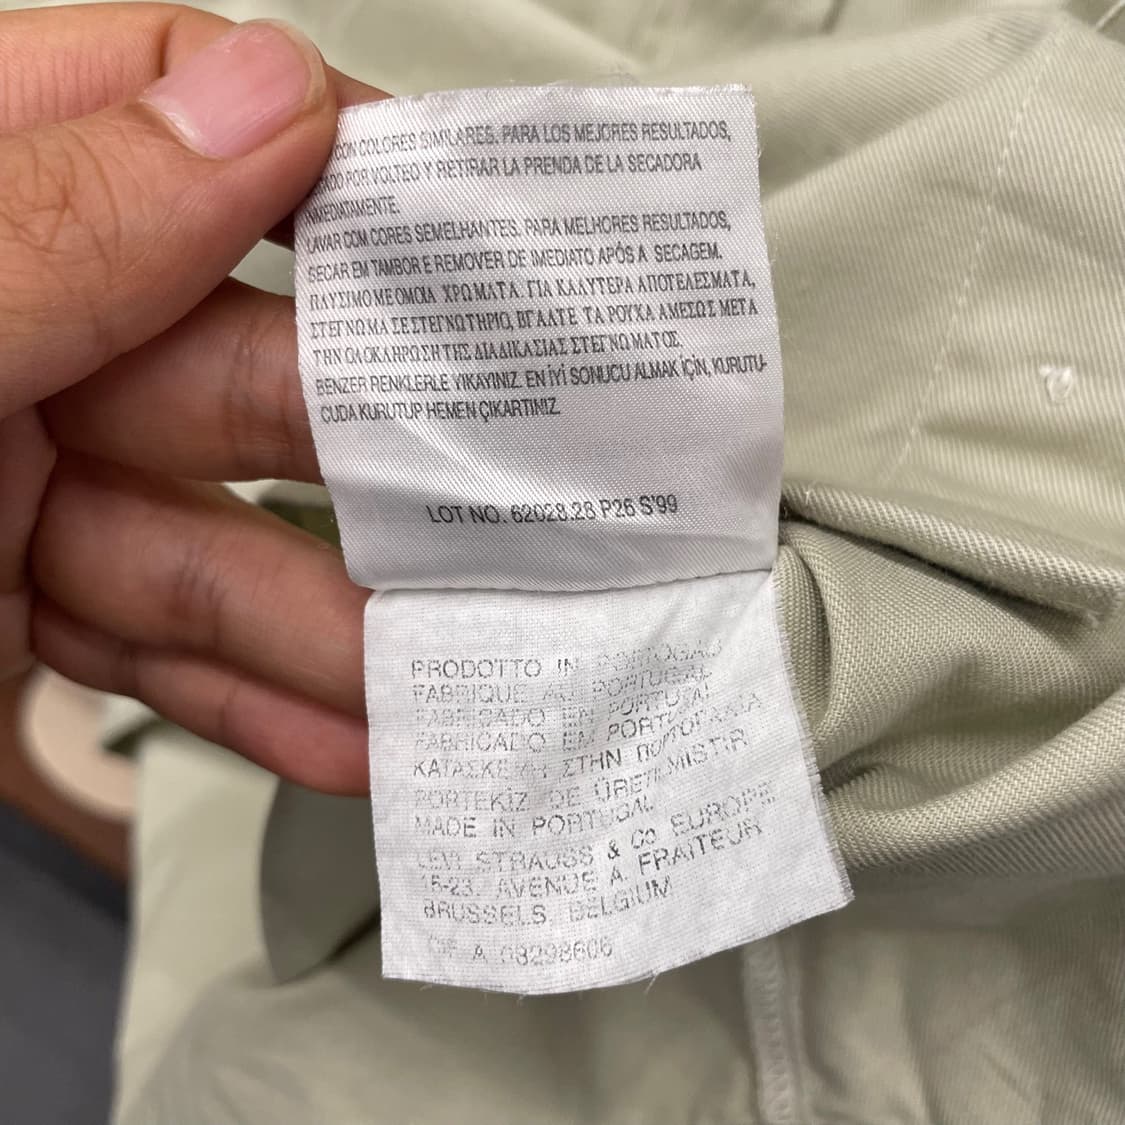 CON COLORES SIMILARES. PARA LOS MEJORES RESULTADOS,
POR VOLTEO Y RETIRAR LA PRENDA DE LA SECADORA
INMEDIATAMENTE.
LAVAR COM CORES SEMELHANTES. PARA MELHORES RESULTADOS,
SECAR EM TAMBOR E REMOVER DE IMEDIATO APÓS A SECAGEM.
ΠΛΥΣΙΜΟ ΜΕ ΟΜΟΙΑ ΧΡΩΜΑΤΑ. ΓΙΑ ΚΑΛΥΤΕΡΑ ΑΠΟΤΕΛΕΣΜΑΤΑ,
ΣΤΕΓΝΩΜΑ ΣΕ ΣΤΕΓΝΩΤΗΡΙΟ, ΒΓΑΛΤΕ ΤΑ ΡΟΥΧΑ ΑΜΕΣΩΣ ΜΕΤΑ
ΤΗΝ ΟΛΟΚΛΗΡΩΣΗ ΤΗΣ ΔΙΑΔΙΚΑΣΙΑΣ ΣΤΕΓΝΩΜΑΤΟΣ.
BENZER RENKLERLE YIKAYINIZ. EN İYİ SONUCU ALMAK İÇİN, KURUTU-
CUDA KURUTUP HEMEN ÇIKARTINIZ.
LOT NO. 62028.28 P26 S'99
PRODOTTO IN PORTOGALLO
FABRIQUE AU PORTUGAL
FABRICADO EN PORTUGAL
FABRICADO EM PORTUGAL
ΣΤΗΝ ΠΟΡΤΟΓΑΛΙΑ
PORTEKİZ DE ÜRETİLMİSTİR
MADE IN PORTUGAL
LEVI STRAUSS & Co EUROPE
15-23, AVENUE A. FRAITEUR
BRUSSELS, BELGIUM
CIF A 08298606